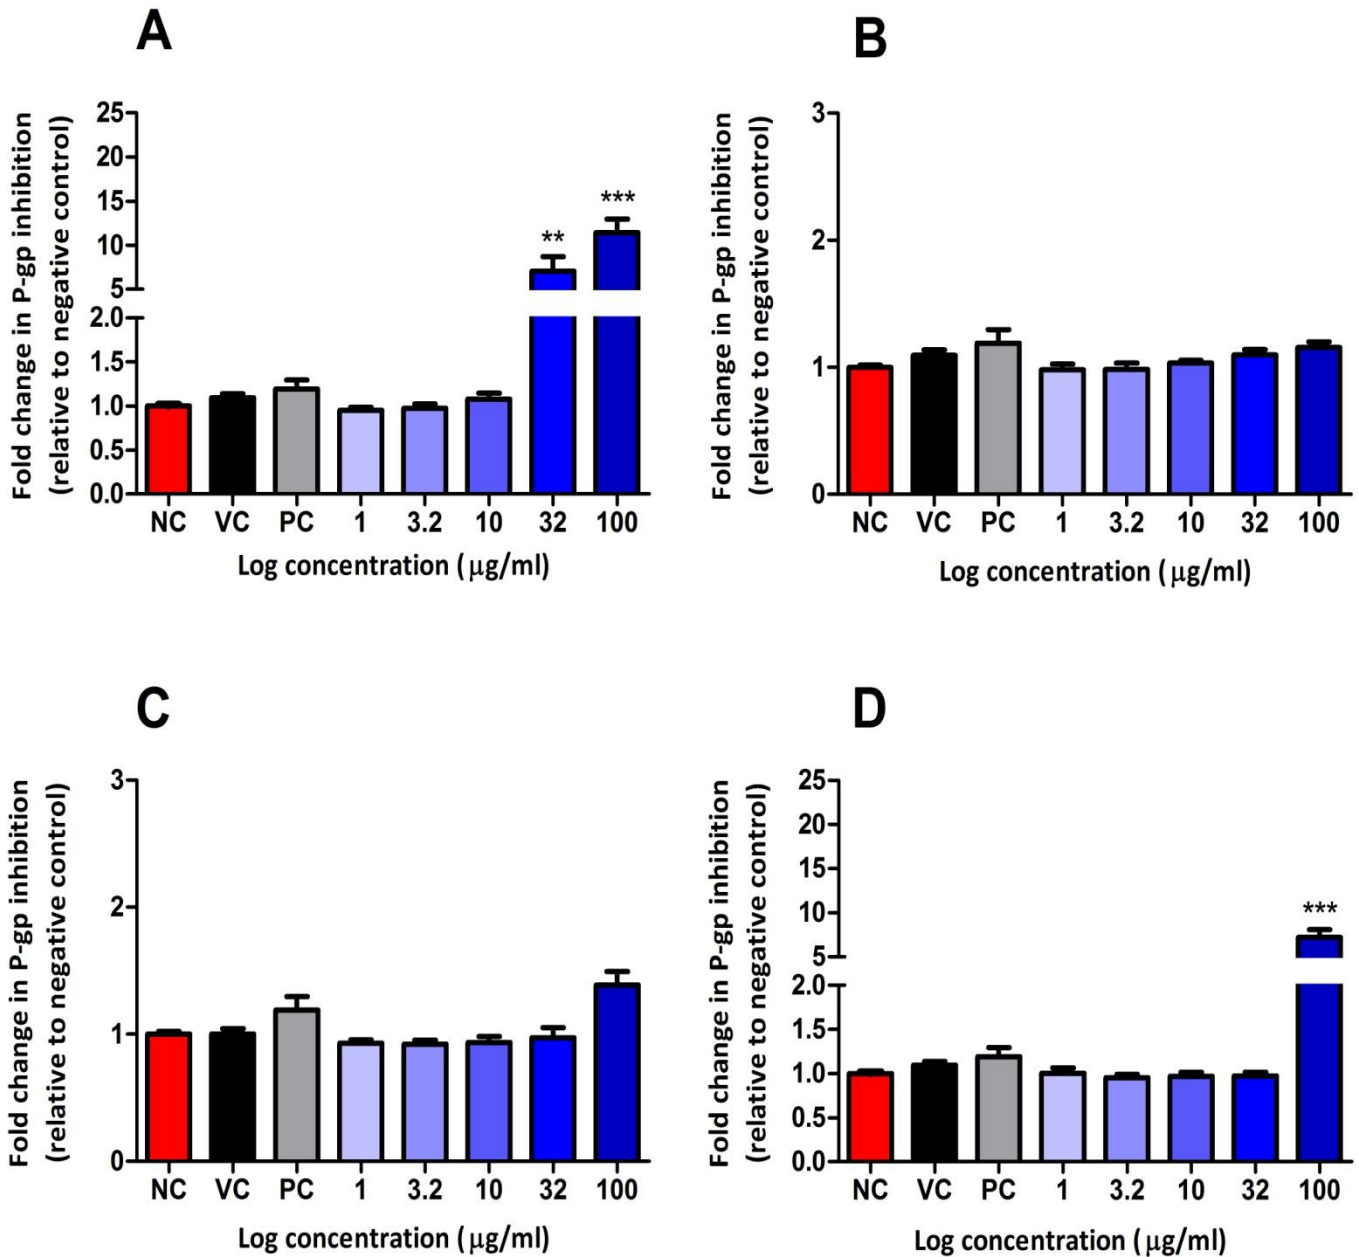 A
Fold change in P-gp inhibition
(relative to negative control)
25
20
15
10
5
2.0
1.5
1.0
0.5
0.0
**
***
NC VC PC 1 3.2 10 32 100
Log concentration (µg/ml)
B
Fold change in P-gp inhibition
(relative to negative control)
3
2
1
0
NC VC PC 1 3.2 10 32 100
Log concentration (µg/ml)
C
Fold change in P-gp inhibition
(relative to negative control)
3
2
1
0
NC VC PC 1 3.2 10 32 100
Log concentration (µg/ml)
D
Fold change in P-gp inhibition
(relative to negative control)
25
20
15
10
5
2.0
1.5
1.0
0.5
0.0
***
NC VC PC 1 3.2 10 32 100
Log concentration (µg/ml)